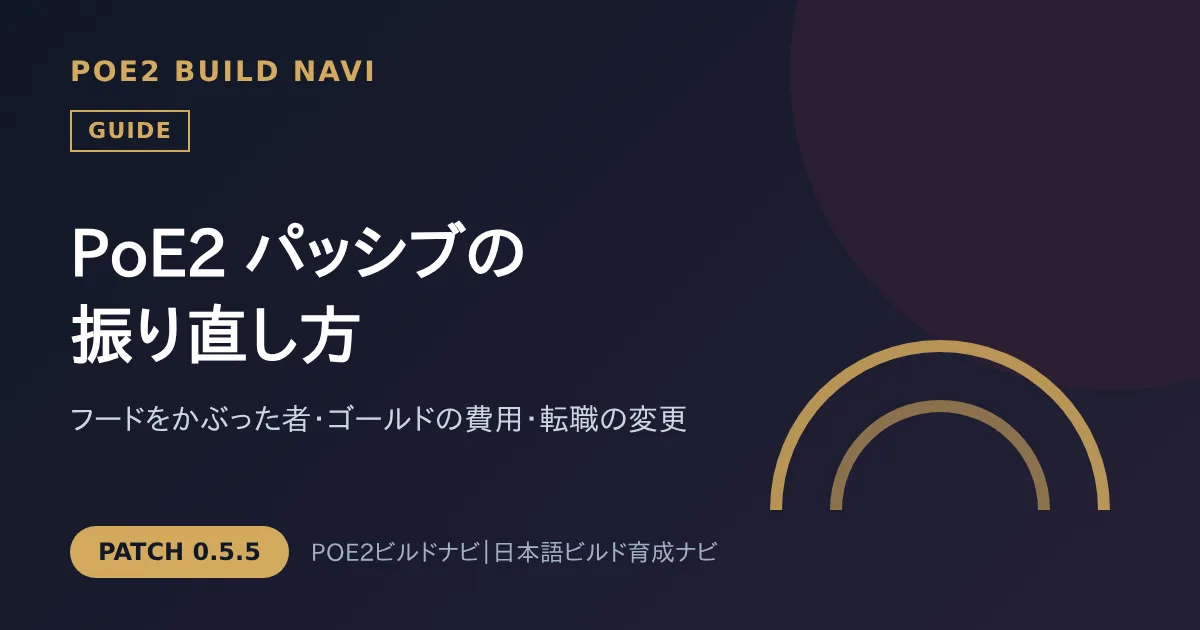 POE2 BUILD NAVI
GUIDE
PoE2 パッシブの
振り直し方
フードをかぶった者・ゴールドの費用・転職の変更
PATCH 0.5.5
POE2ビルドナビ|日本語ビルド育成ナビ